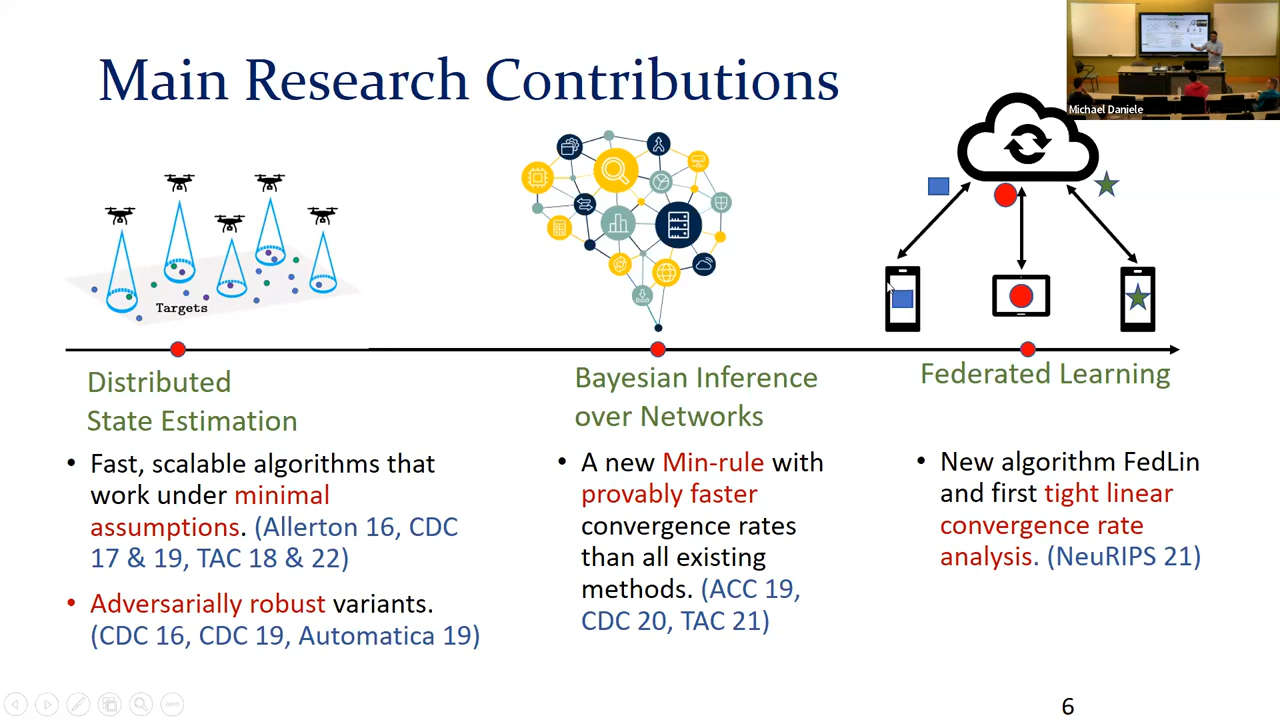 Main Research Contributions
Michael Daniele
Targets
Distributed
State Estimation
• Fast, scalable algorithms that
work under minimal
assumptions. (Allerton 16, CDC
17 & 19, TAC 18 & 22)
• Adversarially robust variants.
(CDC 16, CDC 19, Automatica 19)
Bayesian Inference
over Networks
• A new Min-rule with
provably faster
convergence rates
than all existing
methods. (ACC 19,
CDC 20, TAC 21)
Federated Learning
• New algorithm FedLin
and first tight linear
convergence rate
analysis. (NeuRIPS 21)
6